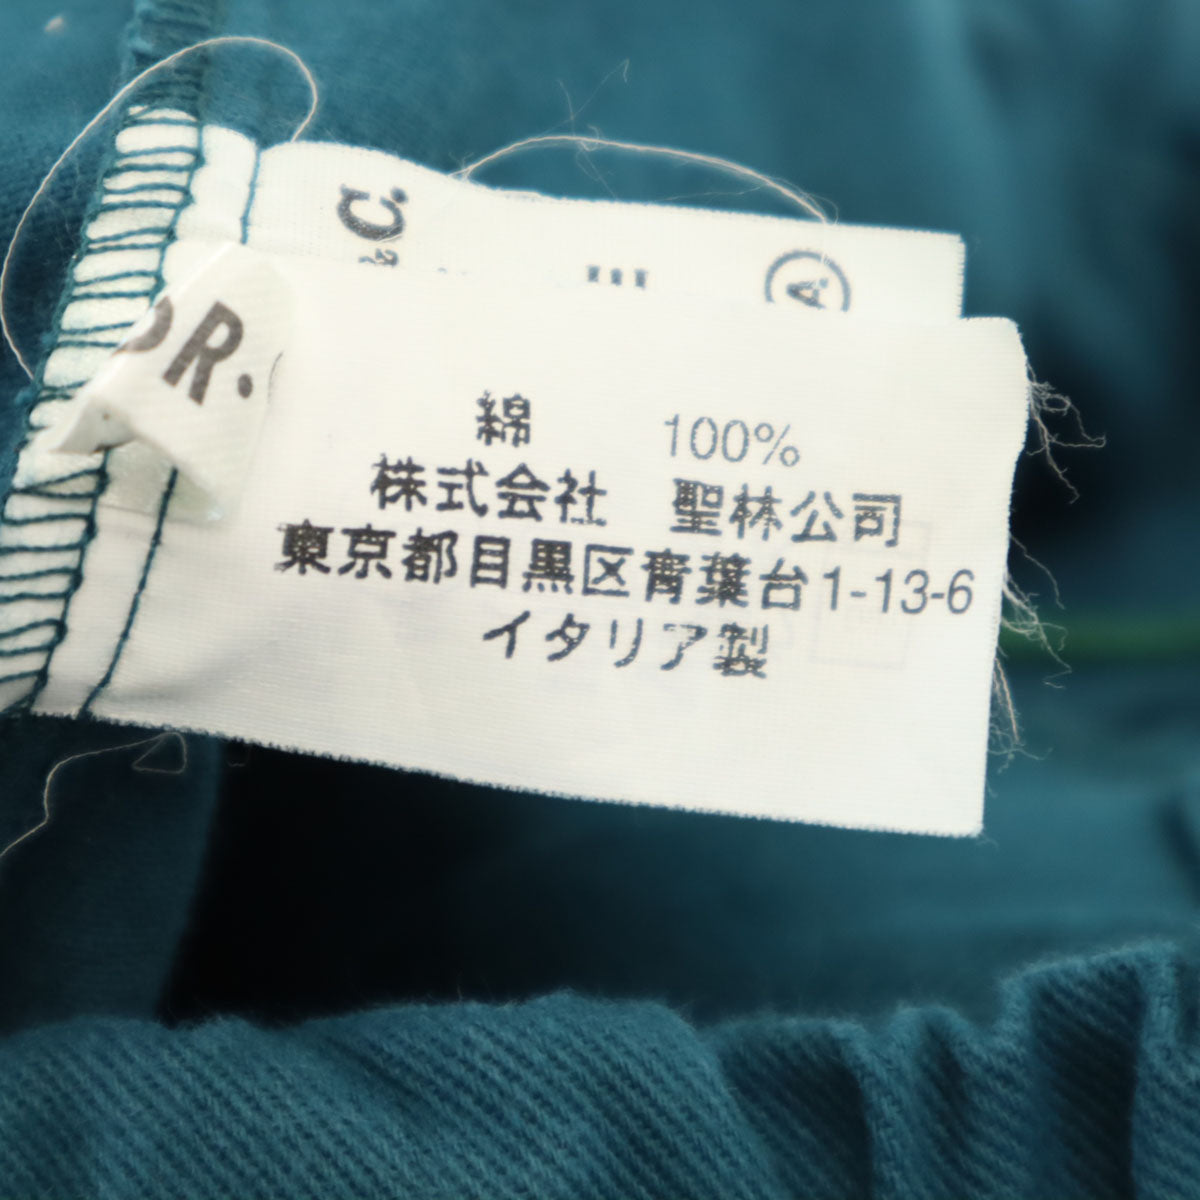 C.
A
R.
綿 100%
株式会社 聖林公司
東京都目黒区青葉台1-13-6
イタリア製